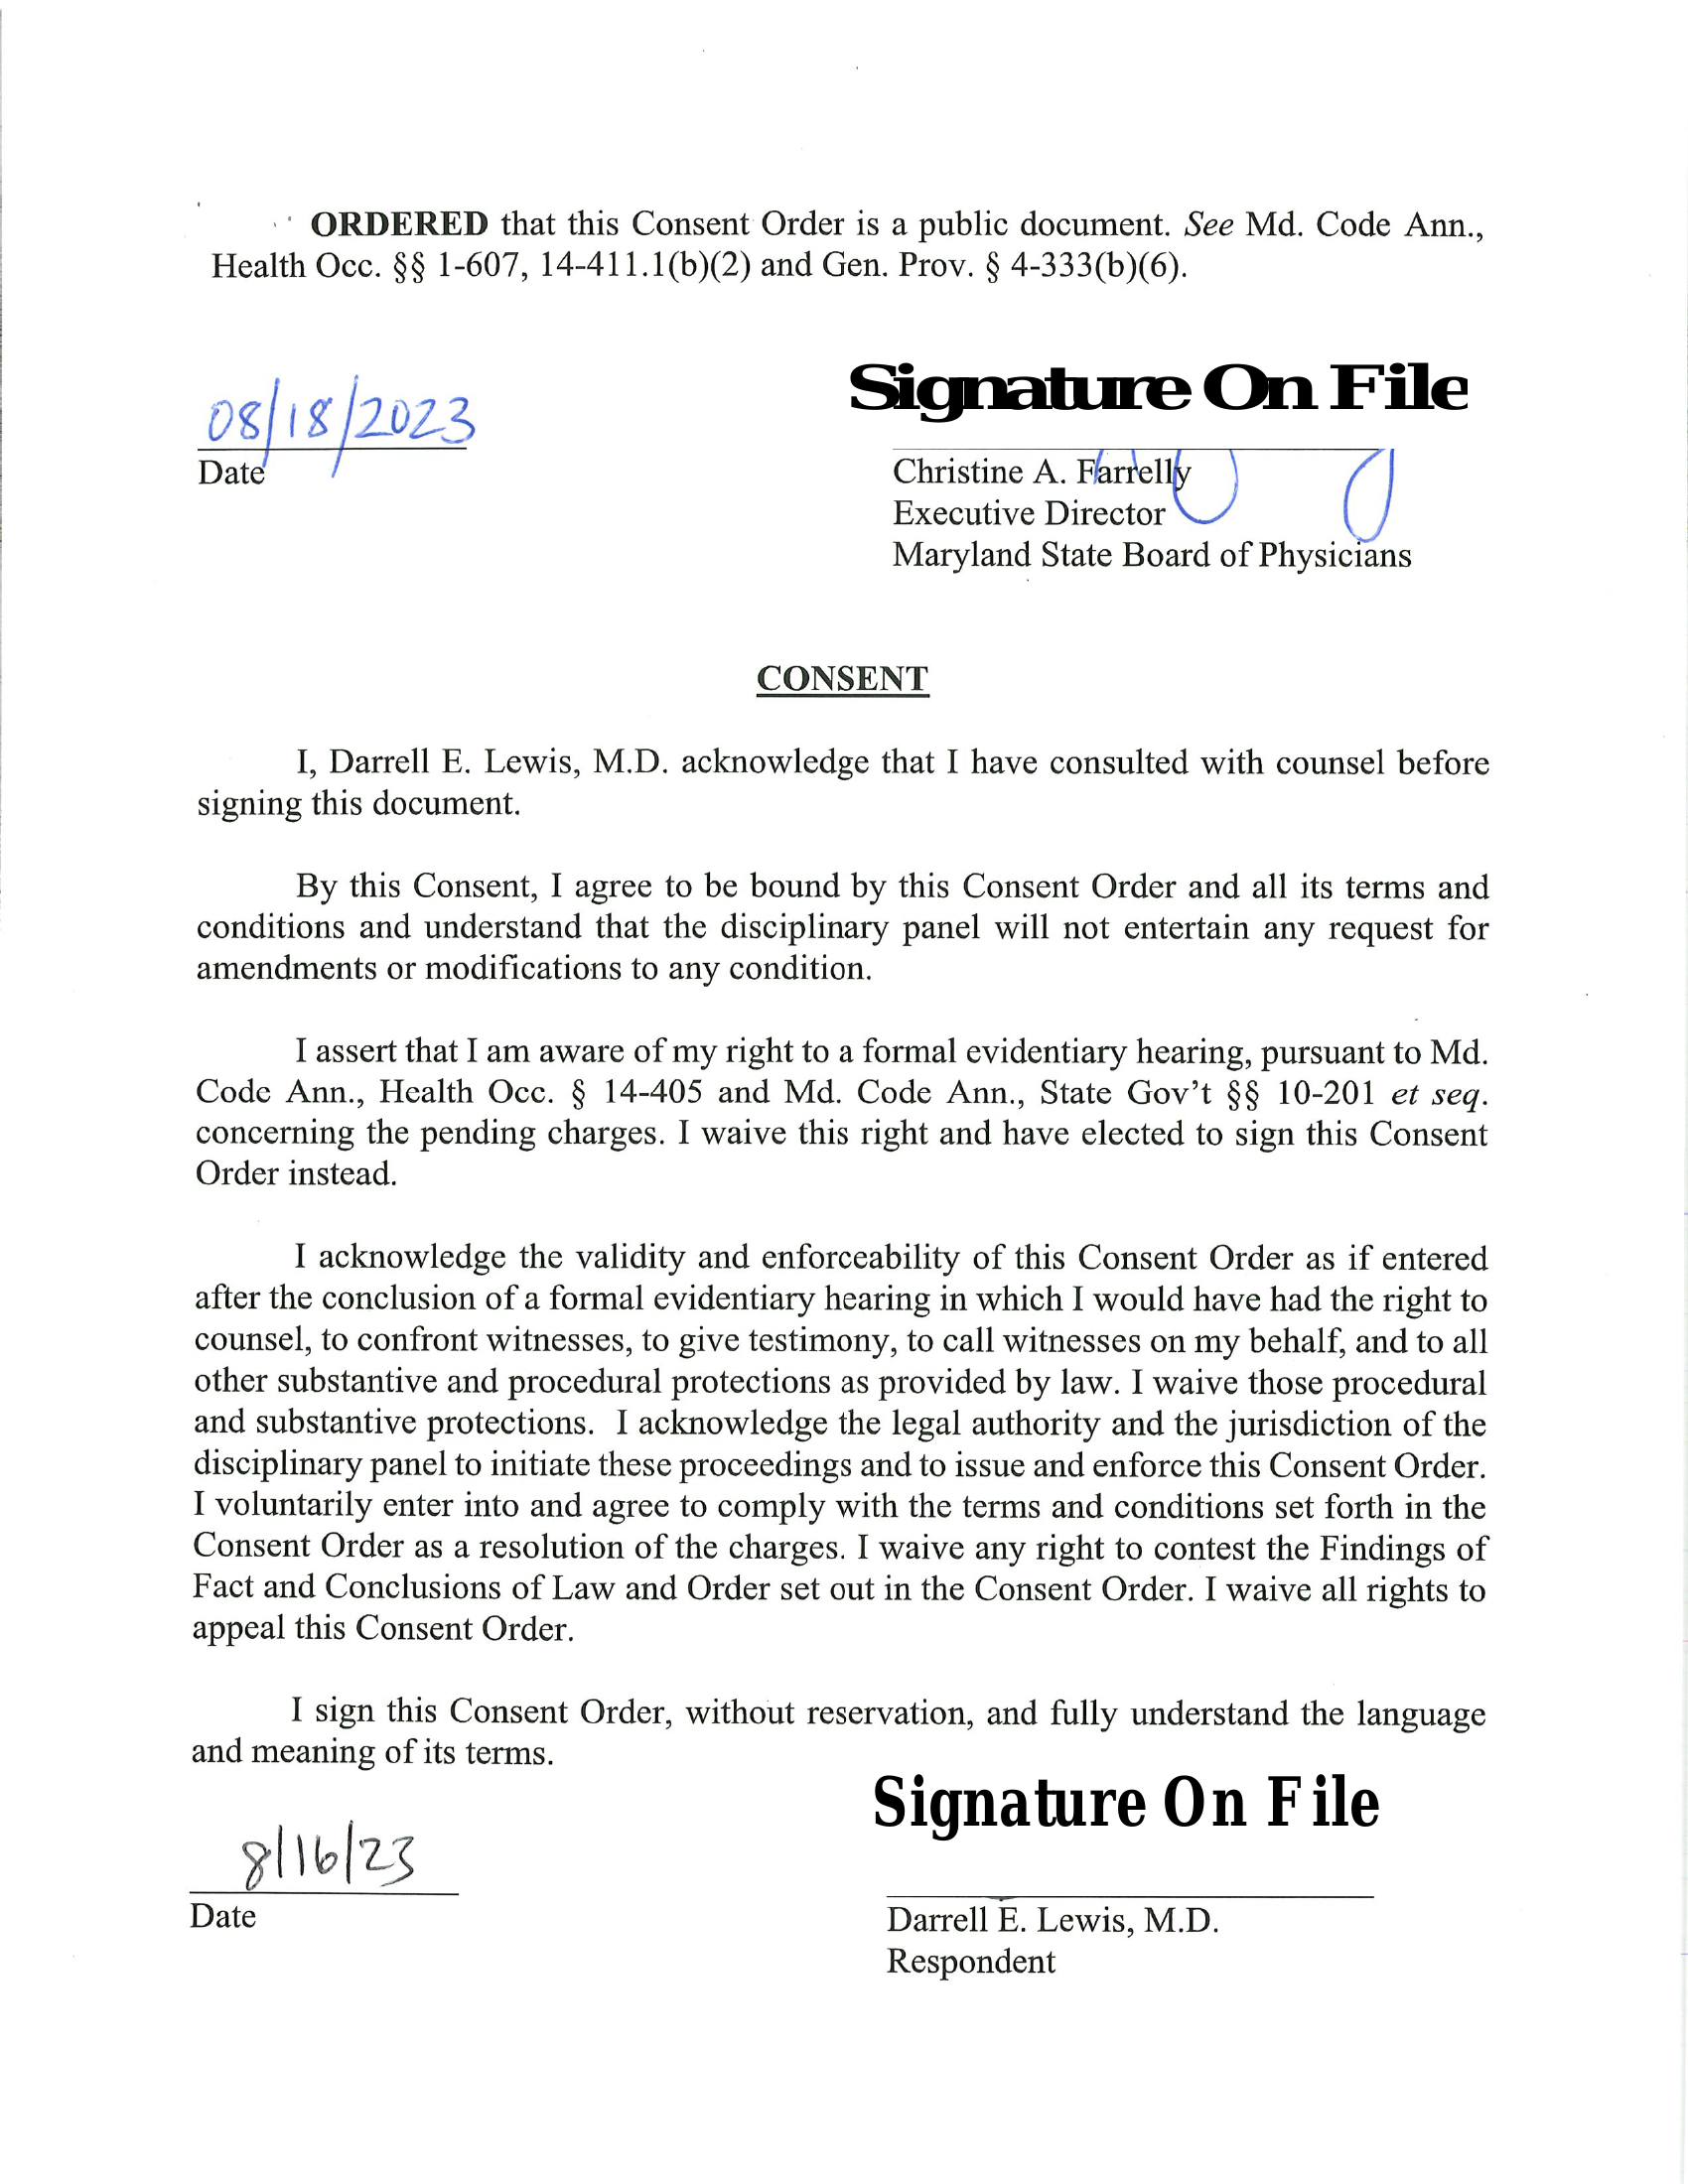 ORDERED that this Consent Order is a public document. See Md. Code Ann.,
Health Occ. §§ 1-607, 14-411.1(b)(2) and Gen. Prov. § 4-333(b)(6).
08/18/2023
Date
Signature On File
Christine A. Farrelly
Executive Director
Maryland State Board of Physicians
CONSENT
I, Darrell E. Lewis, M.D. acknowledge that I have consulted with counsel before
signing this document.
By this Consent, I agree to be bound by this Consent Order and all its terms and
conditions and understand that the disciplinary panel will not entertain any request for
amendments or modifications to any condition.
I assert that I am aware of my right to a formal evidentiary hearing, pursuant to Md.
Code Ann., Health Occ. § 14-405 and Md. Code Ann., State Gov’t §§ 10-201 et seq.
concerning the pending charges. I waive this right and have elected to sign this Consent
Order instead.
I acknowledge the validity and enforceability of this Consent Order as if entered
after the conclusion of a formal evidentiary hearing in which I would have had the right to
counsel, to confront witnesses, to give testimony, to call witnesses on my behalf, and to all
other substantive and procedural protections as provided by law. I waive those procedural
and substantive protections. I acknowledge the legal authority and the jurisdiction of the
disciplinary panel to initiate these proceedings and to issue and enforce this Consent Order.
I voluntarily enter into and agree to comply with the terms and conditions set forth in the
Consent Order as a resolution of the charges. I waive any right to contest the Findings of
Fact and Conclusions of Law and Order set out in the Consent Order. I waive all rights to
appeal this Consent Order.
I sign this Consent Order, without reservation, and fully understand the language
and meaning of its terms.
Signature On File
8/16/23
Date
Darrell E. Lewis, M.D.
Respondent